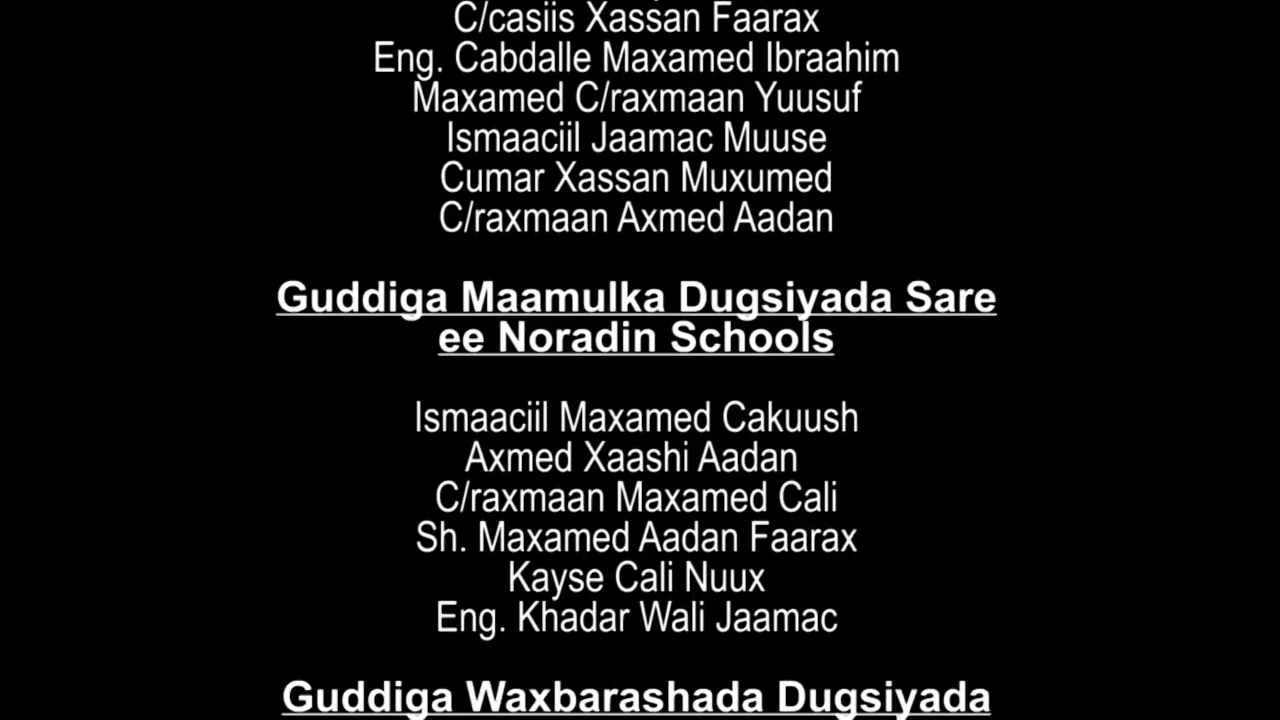 C/casiis Xassan Faarax
Eng. Cabdalle Maxamed Ibraahim
Maxamed C/raxmaan Yuusuf
Ismaaciil Jaamac Muuse
Cumar Xassan Muxumed
C/raxmaan Axmed Aadan
Guddiga Maamulka Dugsiyada Sare
ee Noradin Schools
Ismaaciil Maxamed Cakuush
Axmed Xaashi Aadan
C/raxmaan Maxamed Cali
Sh. Maxamed Aadan Faarax
Kayse Cali Nuux
Eng. Khadar Wali Jaamac
Guddiga Waxbarashada Dugsiyada